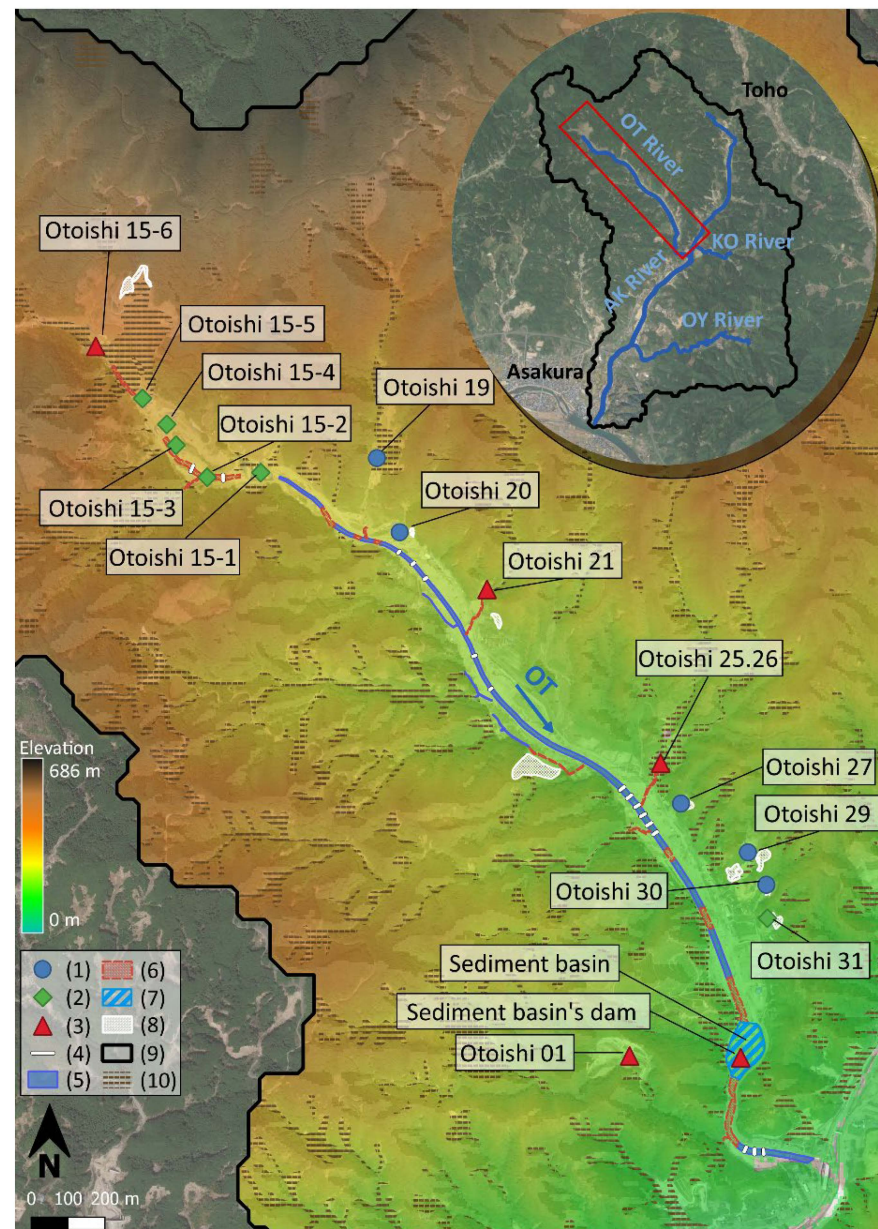 Toho
OT River
KO River
AK River
OY River
Asakura
Otoishi 15-6
Otoishi 15-5
Otoishi 15-4
Otoishi 19
Otoishi 15-2
Otoishi 20
Otoishi 15-3
Otoishi 15-1
Otoishi 21
OT
Otoishi 25.26
Otoishi 27
Otoishi 29
Otoishi 30
Otoishi 31
Sediment basin
Sediment basin's dam
Otoishi 01
Elevation
686 m
0 m
(1) (6)
(2) (7)
(3) (8)
(4) (9)
(5) (10)
N
0 100 200 m